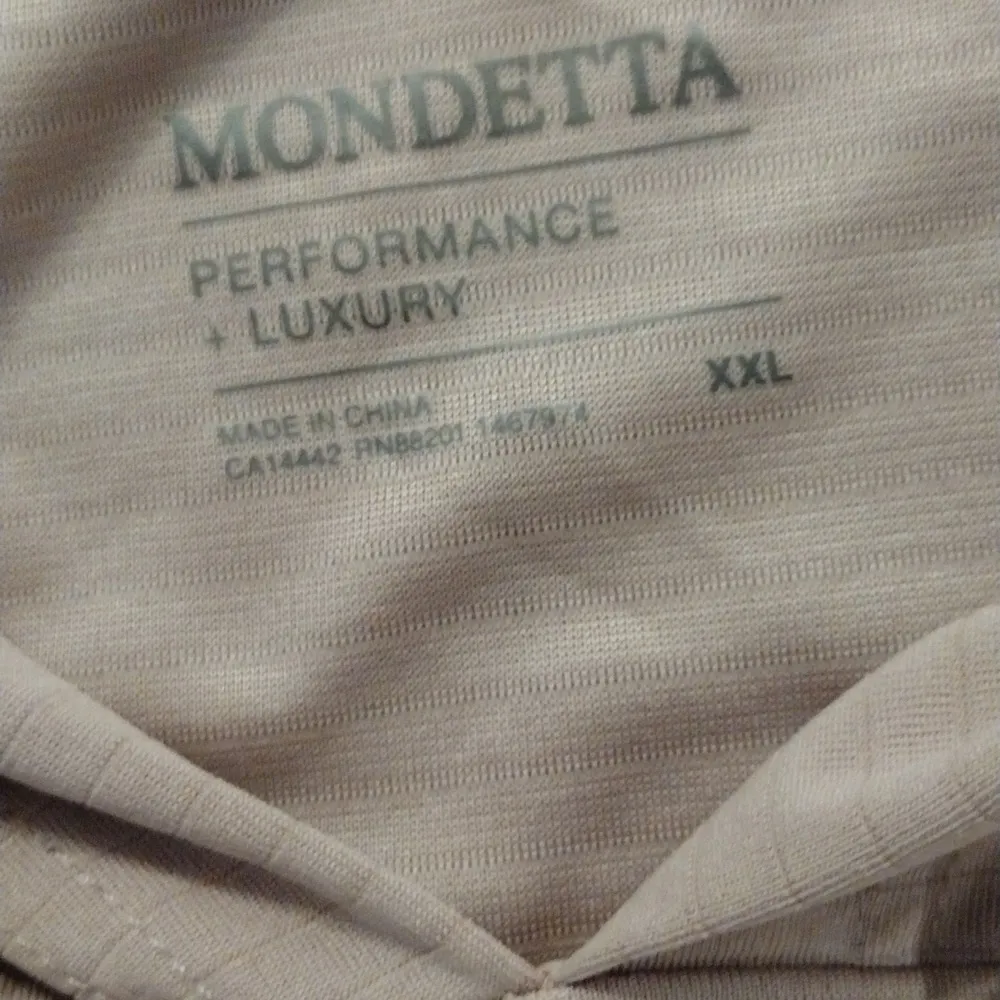 MONDETTA
PERFORMANCE
+ LUXURY
XXL
MADE IN CHINA
CA14442 RN88201 1467974